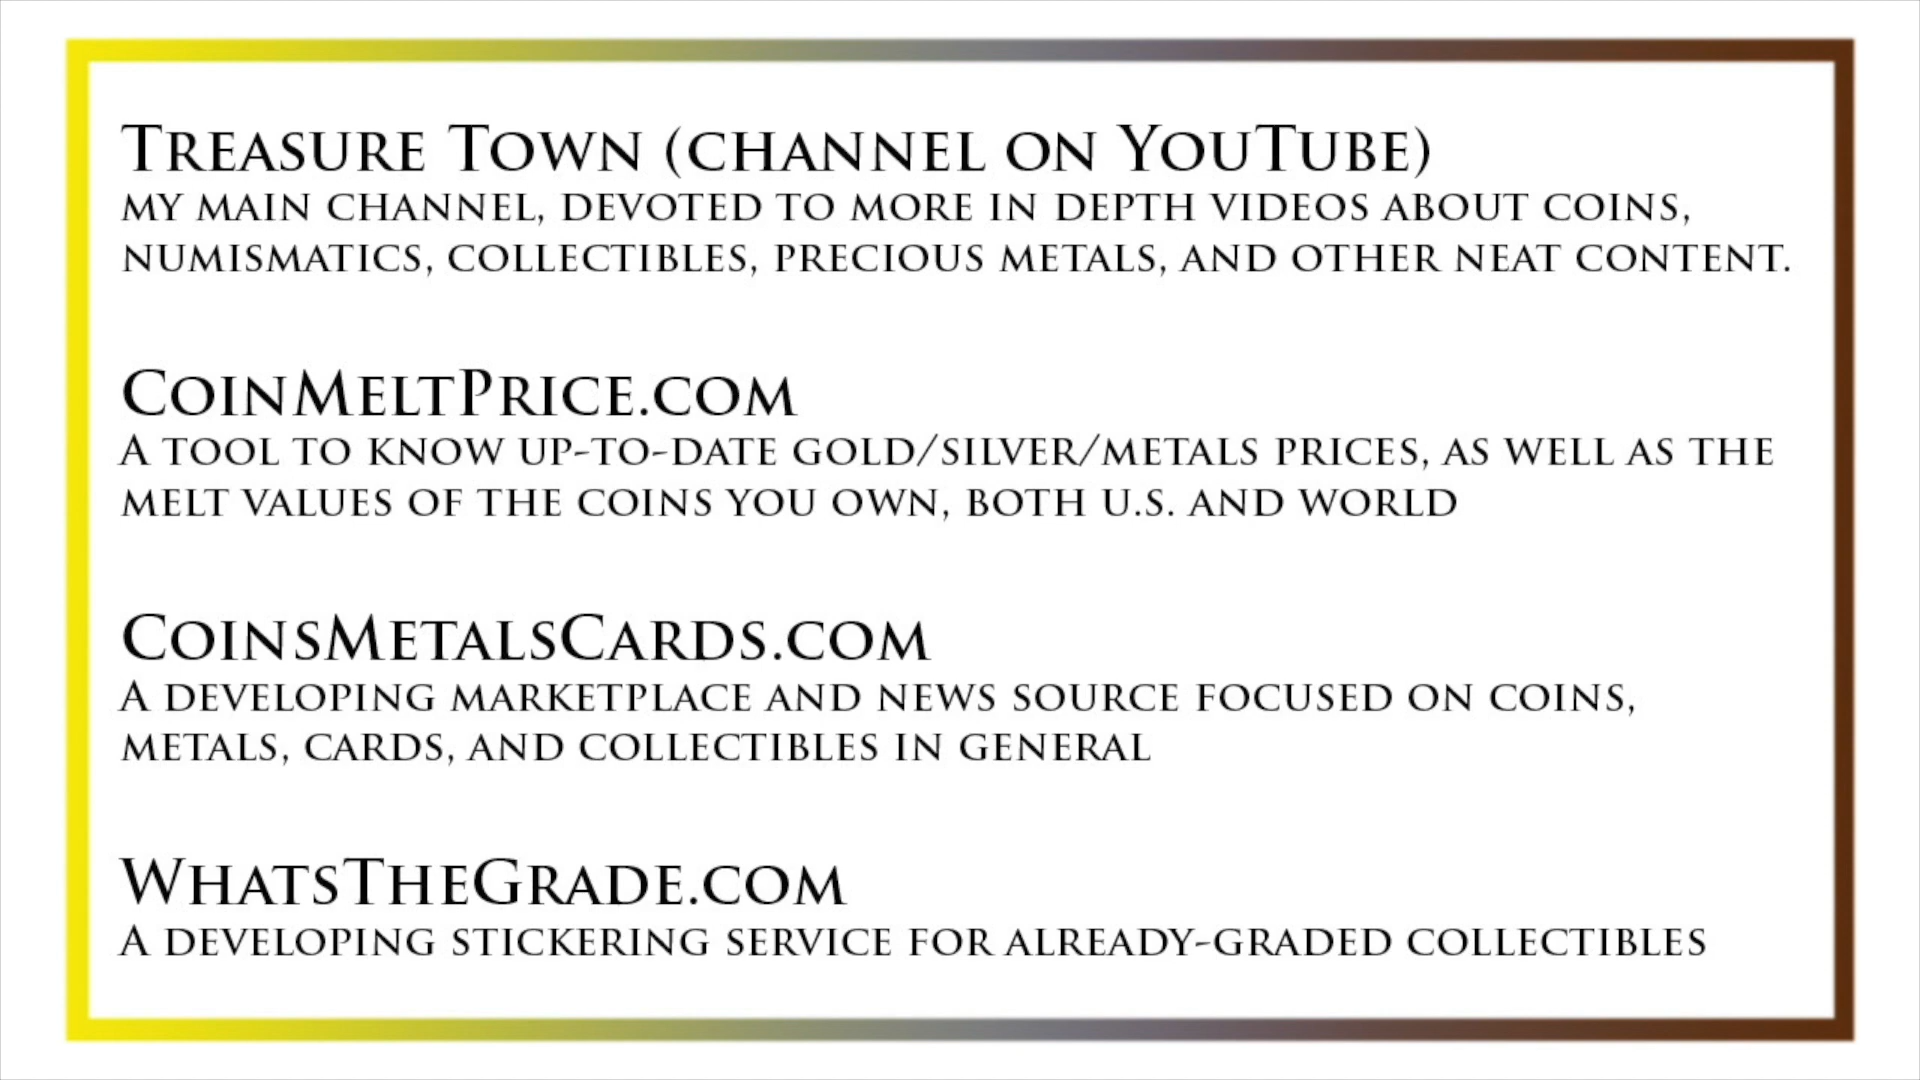 Treasure Town (channel on YouTube)
my main channel, devoted to more in depth videos about coins,
numismatics, collectibles, precious metals, and other neat content.
CoinMeltPrice.com
A tool to know up-to-date gold/silver/metals prices, as well as the
melt values of the coins you own, both U.S. and world
CoinsMetalsCards.com
A developing marketplace and news source focused on coins,
metals, cards, and collectibles in general
WhatsTheGrade.com
A developing stickering service for already-graded collectibles